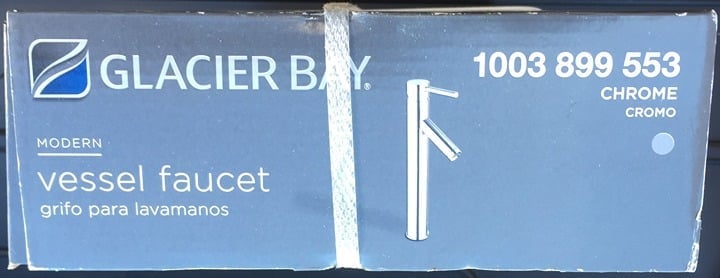 GLACIER BAY®
MODERN
vessel faucet
grifo para lavamanos
1003 899 553
CHROME
CROMO